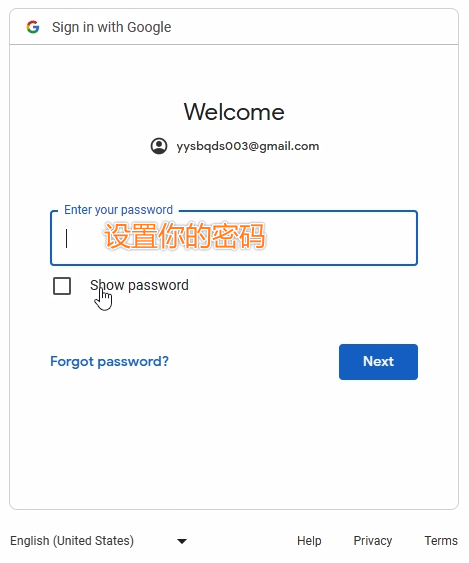 Sign in with Google
Welcome
yysbqds003@gmail.com
Enter your password
设置你的密码
Show password
Forgot password?
Next
English (United States)
Help
Privacy
Terms